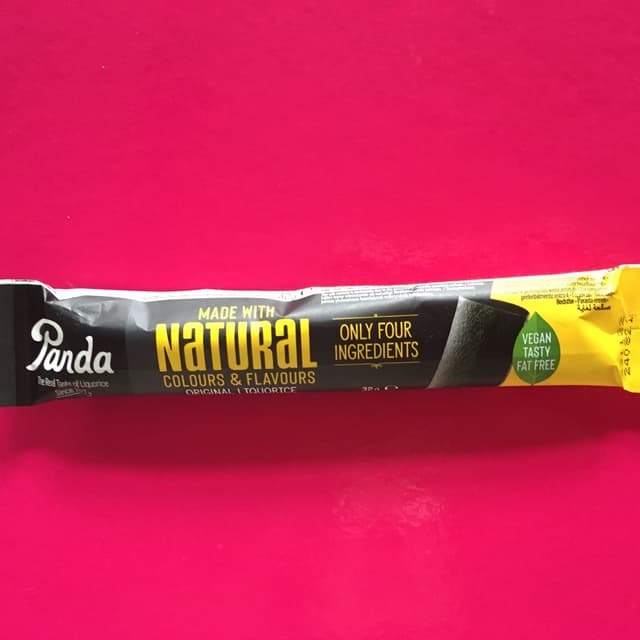 Panda
The Real Taste of Liquorice
MADE WITH
NATURAL
COLOURS & FLAVOURS
ORIGINAL LIQUORICE
ONLY FOUR
INGREDIENTS
VEGAN
TASTY
FAT FREE